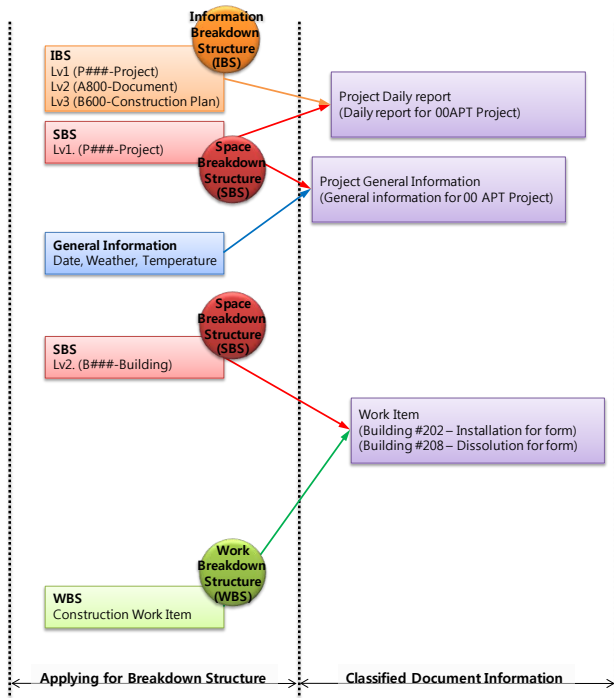 Information
Breakdown
Structure
(IBS)
IBS
Lv1 (P###-Project)
Lv2 (A800-Document)
Lv3 (B600-Construction Plan)
Project Daily report
(Daily report for 00APT Project)
SBS
Lv1. (P###-Project)
Space
Breakdown
Structure
(SBS)
Project General Information
(General information for 00 APT Project)
General Information
Date, Weather, Temperature
Space
Breakdown
Structure
(SBS)
SBS
Lv2. (B###-Building)
Work Item
(Building #202 – Installation for form)
(Building #208 – Dissolution for form)
Work
Breakdown
Structure
(WBS)
WBS
Construction Work Item
Applying for Breakdown Structure
Classified Document Information